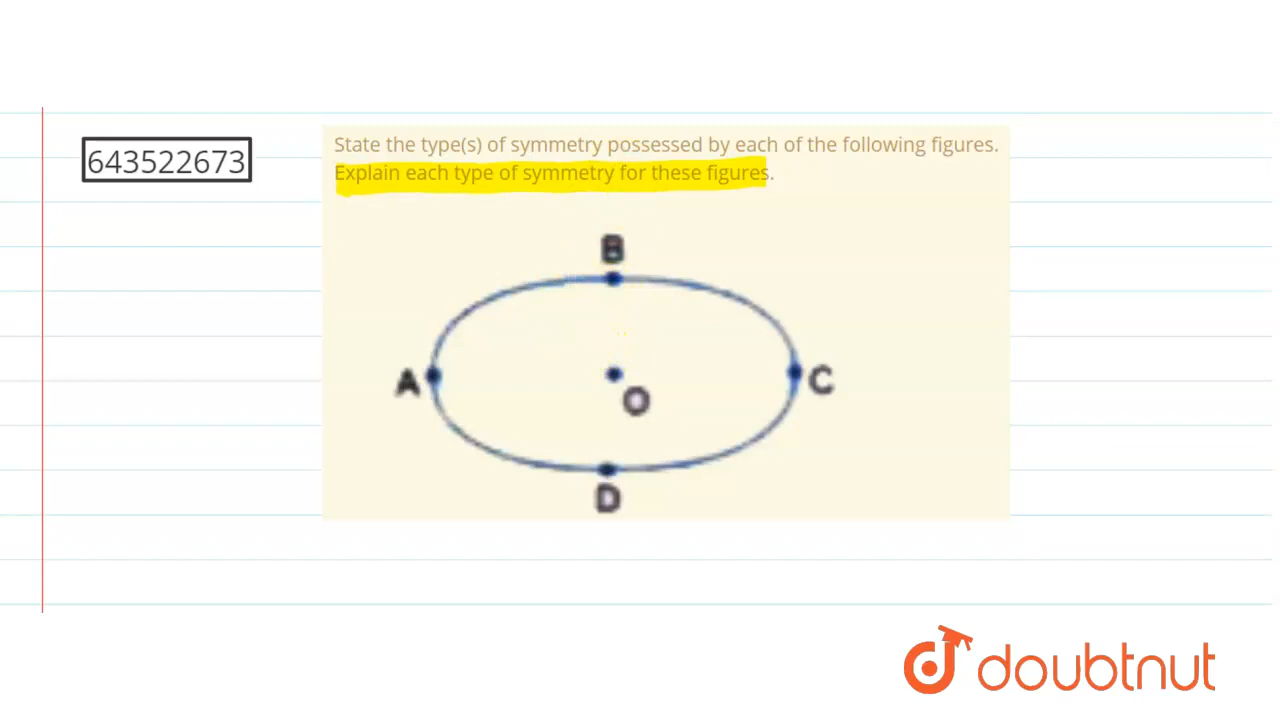 643522673
State the type(s) of symmetry possessed by each of the following figures.
Explain each type of symmetry for these figures.
B
A
O
C
D
doubtnut